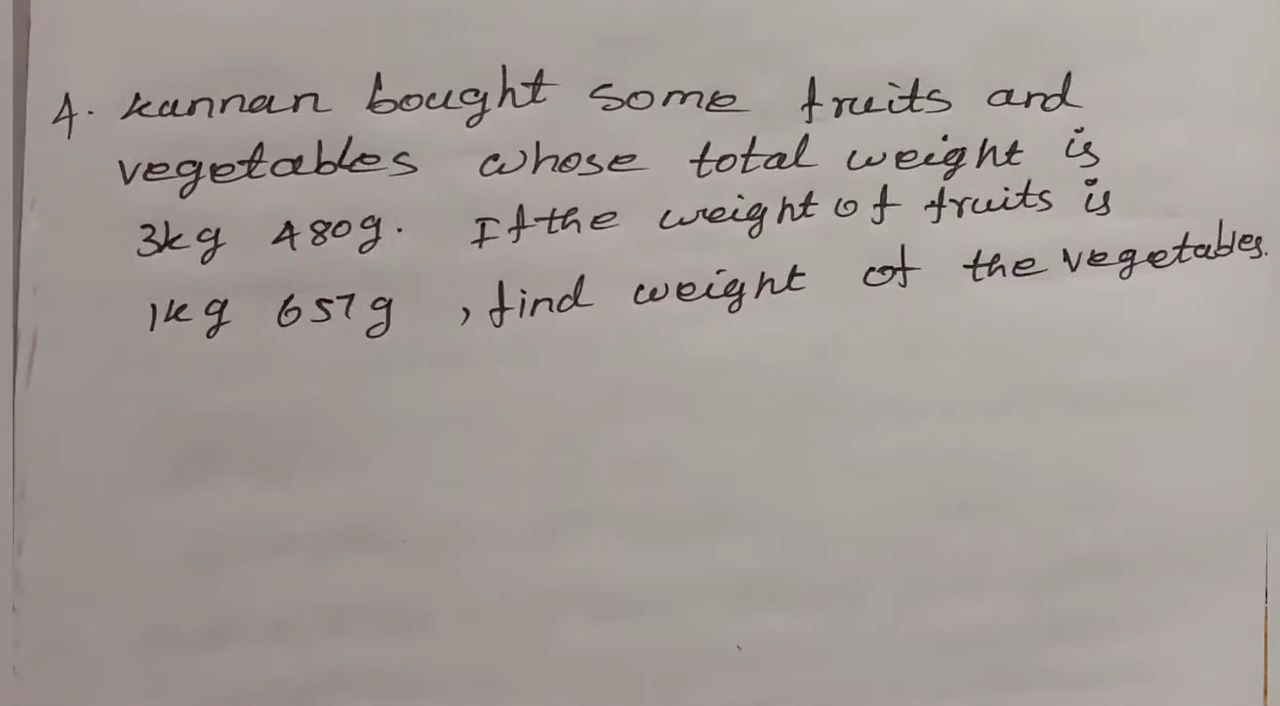 4. kannan bought some fruits and
vegetables whose total weight is
3kg 480g. If the weight of fruits is
1kg 657g , find weight of the vegetables.